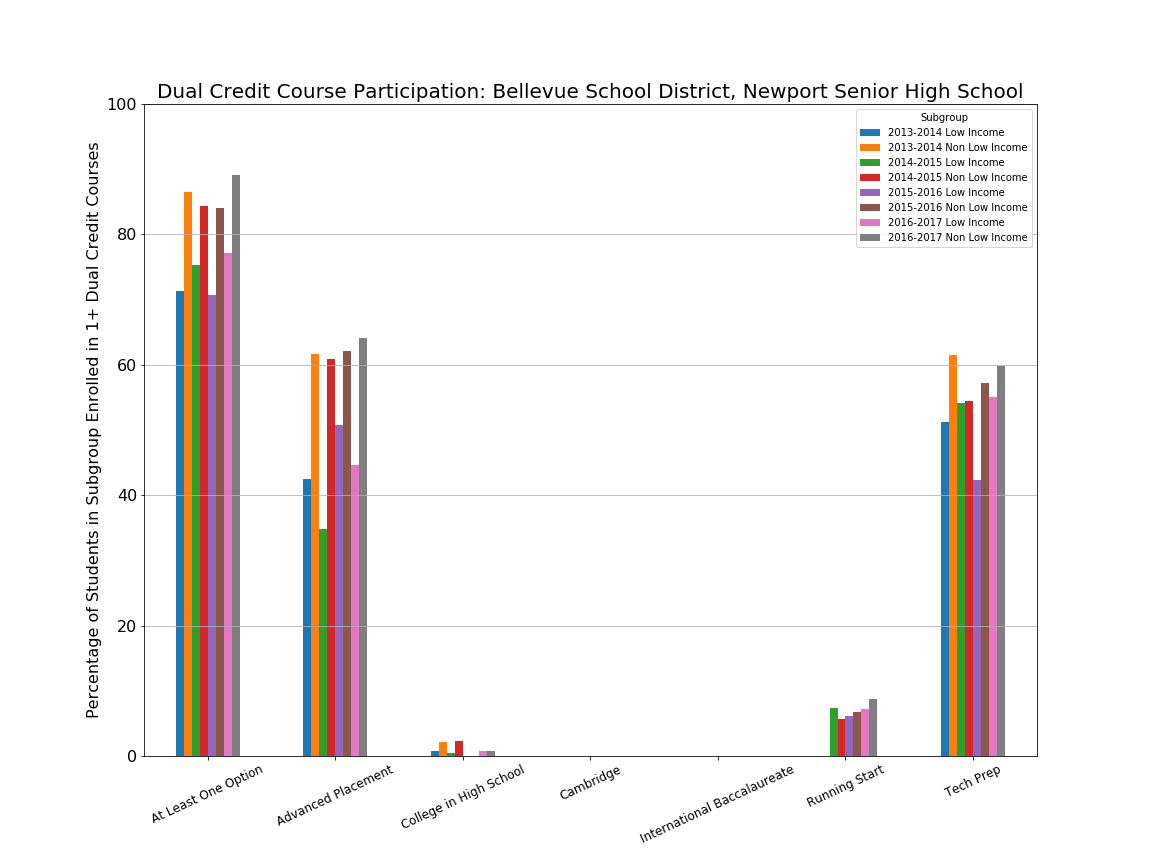 Dual Credit Course Participation: Bellevue School District, Newport Senior High School
Percentage of Students in Subgroup Enrolled in 1+ Dual Credit Courses
100
80
60
40
20
0
Subgroup
2013-2014 Low Income
2013-2014 Non Low Income
2014-2015 Low Income
2014-2015 Non Low Income
2015-2016 Low Income
2015-2016 Non Low Income
2016-2017 Low Income
2016-2017 Non Low Income
At Least One Option
Advanced Placement
College in High School
Cambridge
International Baccalaureate
Running Start
Tech Prep